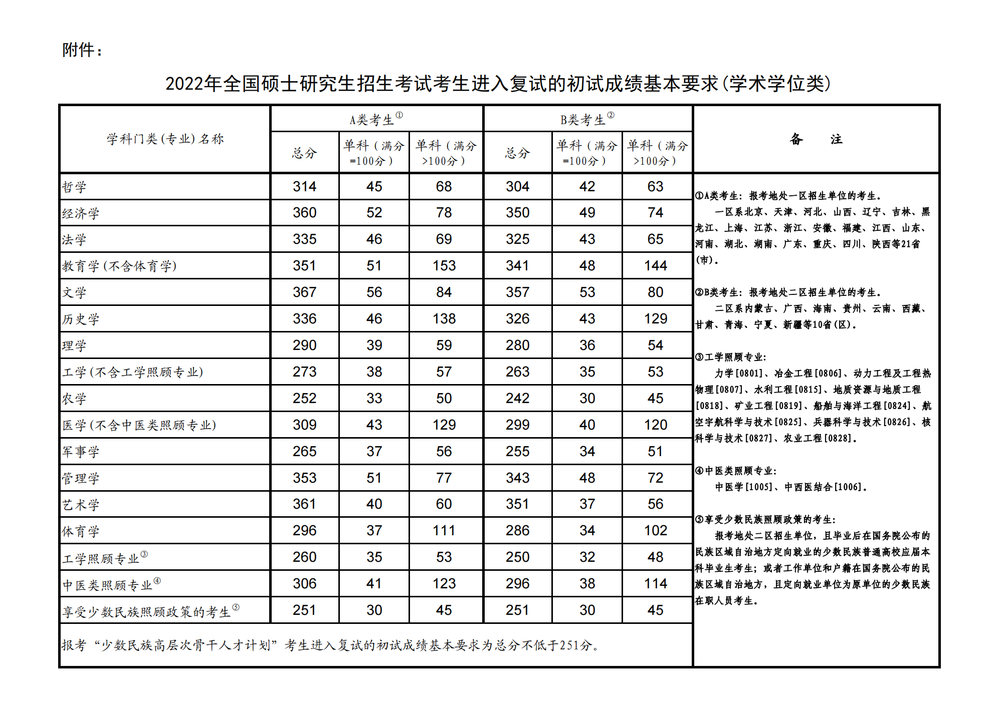 附件：
2022年全国硕士研究生招生考试考生进入复试的初试成绩基本要求(学术学位类)
学科门类(专业)名称 A类考生① B类考生② 备 注
总分 单科（满分=100分） 单科（满分>100分） 总分 单科（满分=100分） 单科（满分>100分）
哲学 314 45 68 304 42 63
经济学 360 52 78 350 49 74
法学 335 46 69 325 43 65
教育学(不含体育学) 351 51 153 341 48 144
文学 367 56 84 357 53 80
历史学 336 46 138 326 43 129
理学 290 39 59 280 36 54
工学(不含工学照顾专业) 273 38 57 263 35 53
农学 252 33 50 242 30 45
医学(不含中医类照顾专业) 309 43 129 299 40 120
军事学 265 37 56 255 34 51
管理学 353 51 77 343 48 72
艺术学 361 40 60 351 37 56
体育学 296 37 111 286 34 102
工学照顾专业③ 260 35 53 250 32 48
中医类照顾专业④ 306 41 123 296 38 114
享受少数民族照顾政策的考生⑤ 251 30 45 251 30 45
报考“少数民族高层次骨干人才计划”考生进入复试的初试成绩基本要求为总分不低于251分。
①A类考生：报考地处一区招生单位的考生。
一区系北京、天津、河北、山西、辽宁、吉林、黑
龙江、上海、江苏、浙江、安徽、福建、江西、山东、
河南、湖北、湖南、广东、重庆、四川、陕西等21省
(市)。
②B类考生：报考地处二区招生单位的考生。
二区系内蒙古、广西、海南、贵州、云南、西藏、
甘肃、青海、宁夏、新疆等10省(区)。
③工学照顾专业：
力学[0801]、冶金工程[0806]、动力工程及工程热
物理[0807]、水利工程[0815]、地质资源与地质工程
[0818]、矿业工程[0819]、船舶与海洋工程[0824]、航
空宇航科学与技术[0825]、兵器科学与技术[0826]、核
科学与技术[0827]、农业工程[0828]。
④中医类照顾专业：
中医学[1005]、中西医结合[1006]。
⑤享受少数民族照顾政策的考生：
报考地处二区招生单位，且毕业后在国务院公布的
民族区域自治地方定向就业的少数民族普通高校应届本
科毕业生考生；或者工作单位和户籍在国务院公布的民
族区域自治地方，且定向就业单位为原单位的少数民族
在职人员考生。